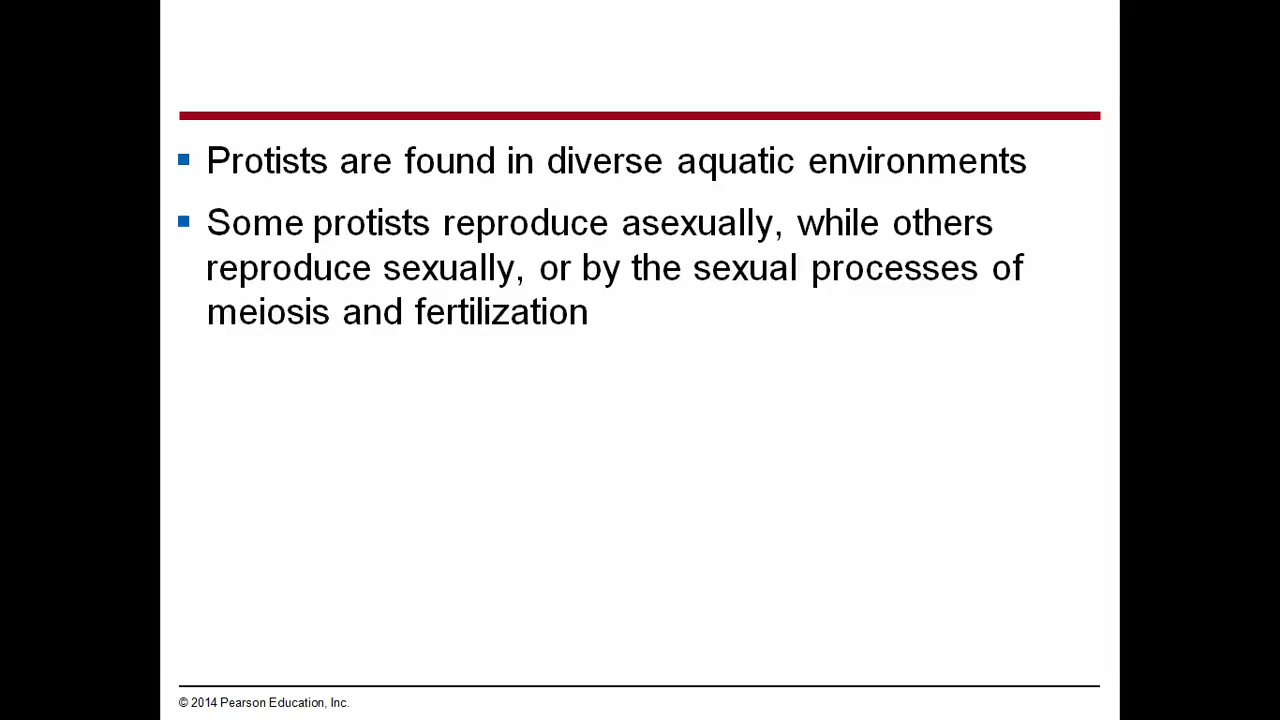 Protists are found in diverse aquatic environments
Some protists reproduce asexually, while others
reproduce sexually, or by the sexual processes of
meiosis and fertilization
© 2014 Pearson Education, Inc.